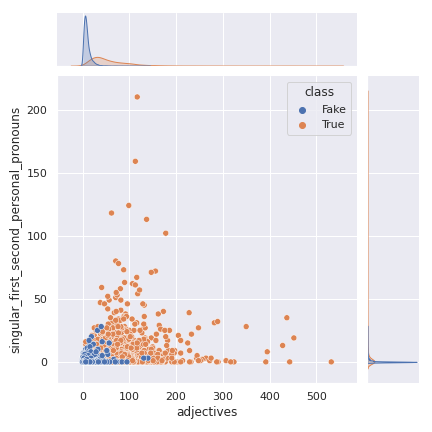 class
Fake
True
200
150
100
50
0
singular_first_second_personal_pronouns
0 100 200 300 400 500
adjectives